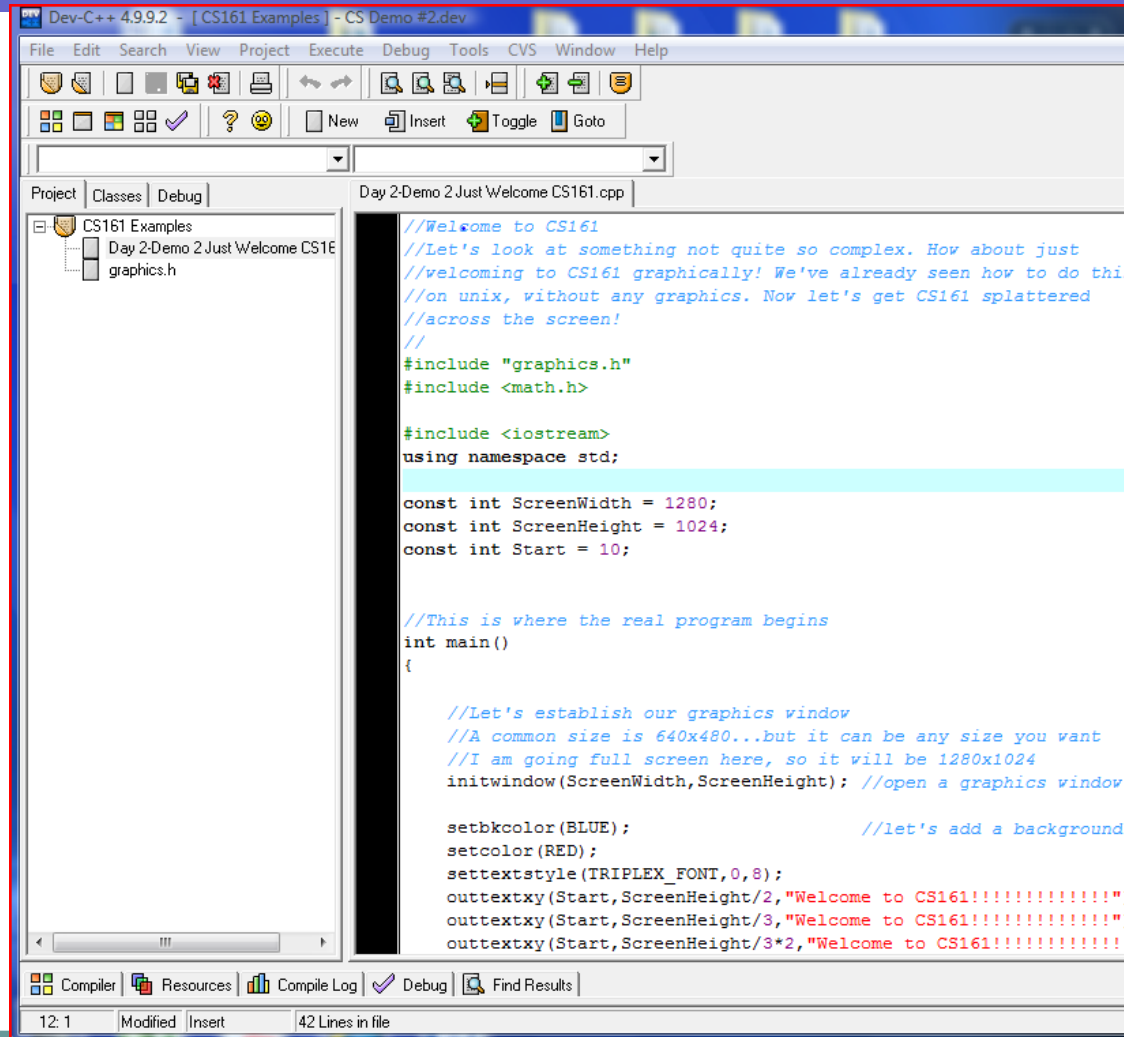 Dev-C++ 4.9.9.2 - [ CS161 Examples ] - CS Demo #2.dev
File Edit Search View Project Execute Debug Tools CVS Window Help
New Insert Toggle Goto
Project Classes Debug
Day 2-Demo 2 Just Welcome CS161.cpp
CS161 Examples
Day 2-Demo 2 Just Welcome CS16
graphics.h
//Welcome to CS161
//Let's look at something not quite so complex. How about just
//welcoming to CS161 graphically! We've already seen how to do thi
//on unix, without any graphics. Now let's get CS161 splattered
//across the screen!
//
#include "graphics.h"
#include <math.h>
#include <iostream>
using namespace std;
const int ScreenWidth = 1280;
const int ScreenHeight = 1024;
const int Start = 10;
//This is where the real program begins
int main()
{
//Let's establish our graphics window
//A common size is 640x480...but it can be any size you want
//I am going full screen here, so it will be 1280x1024
initwindow(ScreenWidth,ScreenHeight); //open a graphics window
setbkcolor(BLUE); //let's add a background
setcolor(RED);
settextstyle(TRIPLEX_FONT,0,8);
outtextxy(Start,ScreenHeight/2,"Welcome to CS161!!!!!!!!!!!!!"
outtextxy(Start,ScreenHeight/3,"Welcome to CS161!!!!!!!!!!!!!"
outtextxy(Start,ScreenHeight/3*2,"Welcome to CS161!!!!!!!!!!!!
Compiler Resources Compile Log Debug Find Results
12: 1 Modified Insert 42 Lines in file